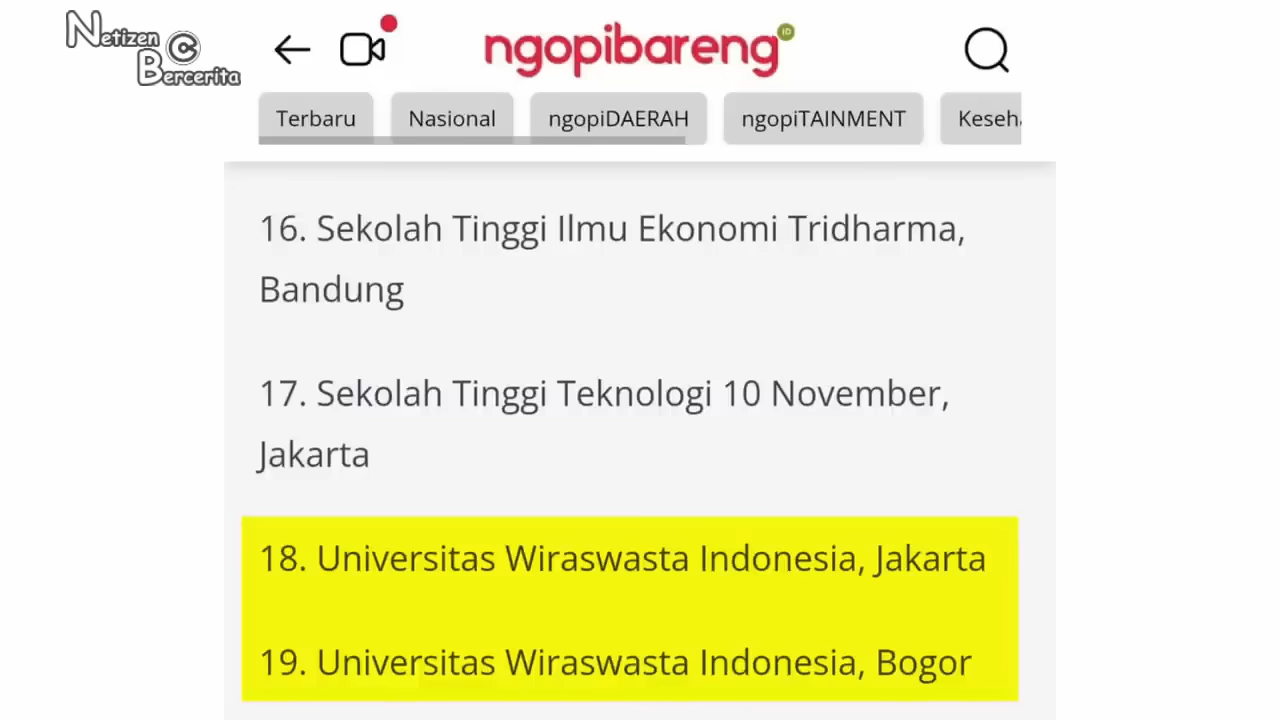 Netizen
Bercerita
ngopibareng
Terbaru
Nasional
ngopiDAERAH
ngopiTAINMENT
16. Sekolah Tinggi Ilmu Ekonomi Tridharma,
Bandung
17. Sekolah Tinggi Teknologi 10 November,
Jakarta
18. Universitas Wiraswasta Indonesia, Jakarta
19. Universitas Wiraswasta Indonesia, Bogor